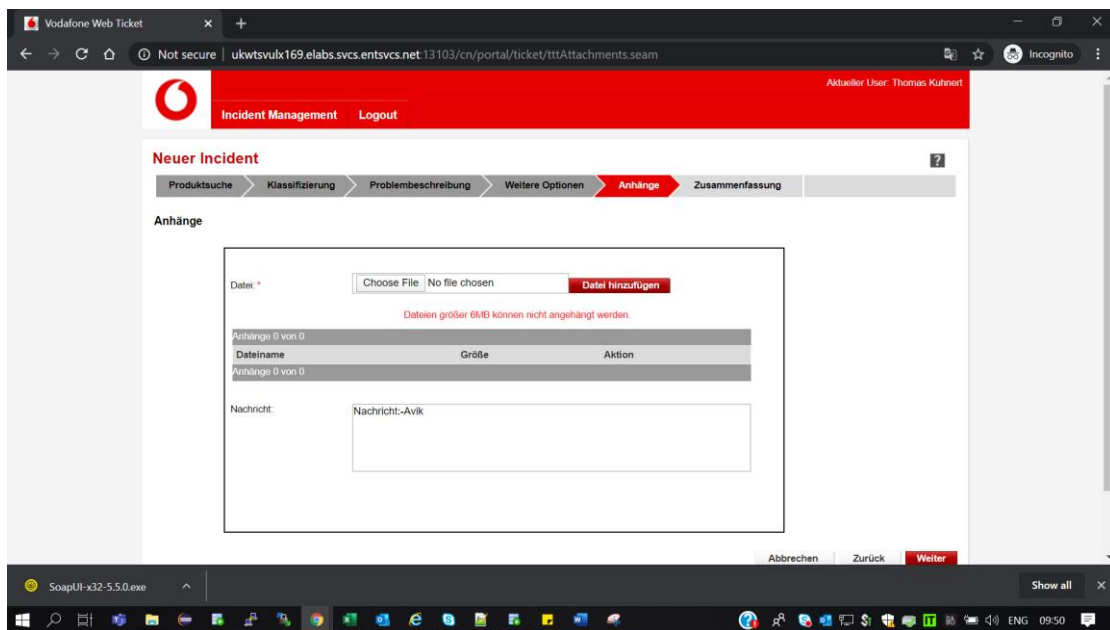 Vodafone Web Ticket
Not secure | ukwtsvulx169.elabs.svcs.entsvcs.net:13103/cn/portal/ticket/tttAttachments.seam
Incognito
Aktueller User: Thomas Kuhnert
Incident Management Logout
Neuer Incident
?
Produktsuche Klassifizierung Problembeschreibung Weitere Optionen Anhänge Zusammenfassung
Anhänge
Datei: * Choose File No file chosen Datei hinzufügen
Dateien größer 6MB können nicht angehängt werden.
Anhänge 0 von 0
Dateiname Größe Aktion
Anhänge 0 von 0
Nachricht: Nachricht:-Avik
Abbrechen Zurück Weiter
SoapUI-x32-5.5.0.exe Show all
ENG 09:50